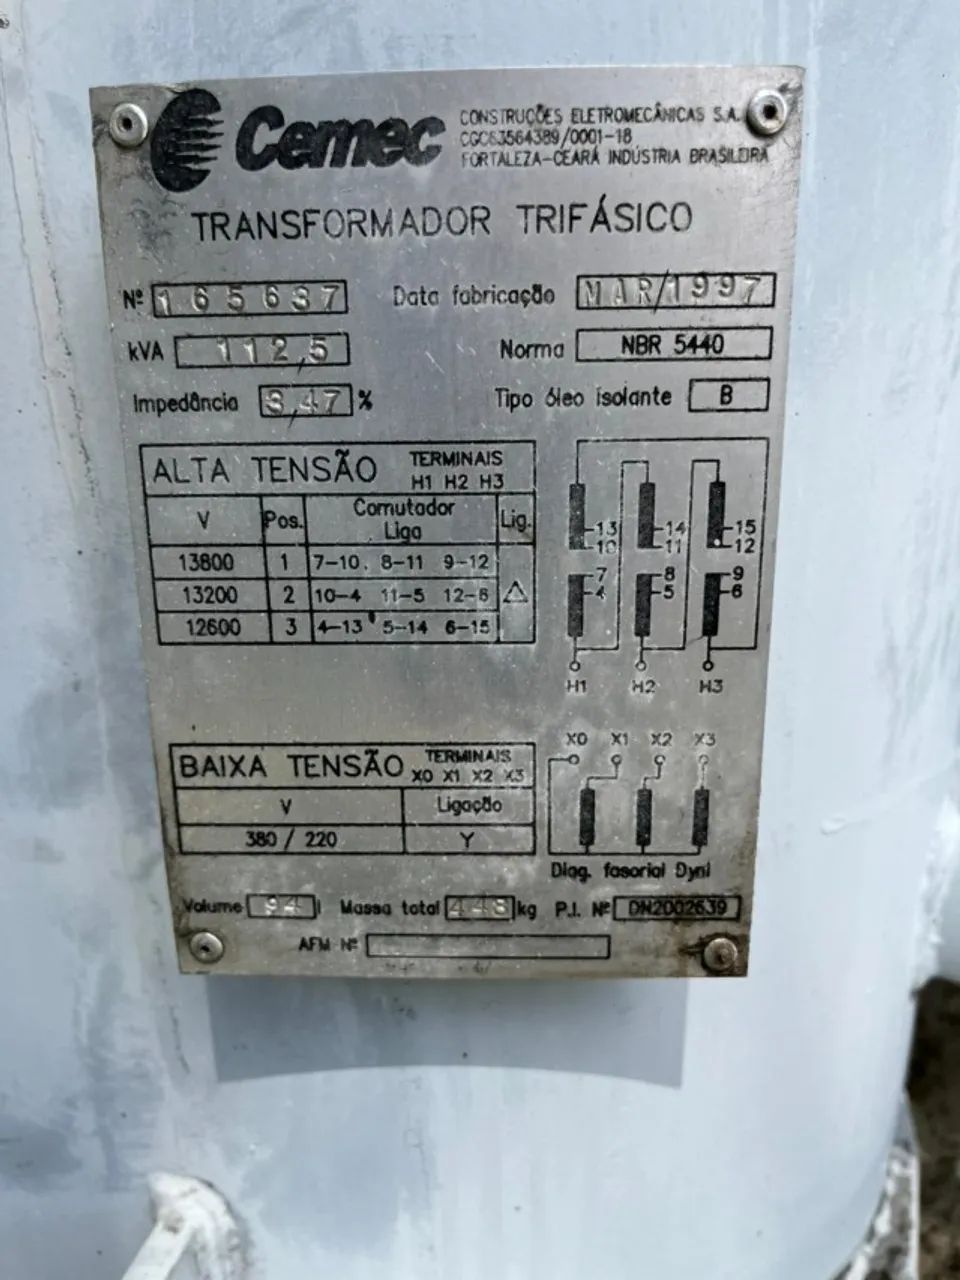 Cemec
CONSTRUÇÕES ELETROMECÂNICAS S.A.
CGC63564389/0001-18
FORTALEZA-CEARÁ INDÚSTRIA BRASILEIRA
TRANSFORMADOR TRIFÁSICO
Nº 165637 Data fabricação MAR/1997
kVA 112,5 Norma NBR 5440
Impedância 3,47 % Tipo óleo isolante B
ALTA TENSÃO TERMINAIS
H1 H2 H3
V Pos. Comutador Liga Lig.
13800 1 7-10. 8-11 9-12
13200 2 10-4 11-5 12-6 △
12600 3 4-13 5-14 6-15
13 14 15
10 11 12
7 8 9
4 5 6
H1 H2 H3
BAIXA TENSÃO TERMINAIS
X0 X1 X2 X3
V Ligação
380 / 220 Y
X0 X1 X2 X3
Diag. fasorial Dyn1
Volume 94 l Massa total 448 kg P.I. Nº DN2002639
AFM Nº